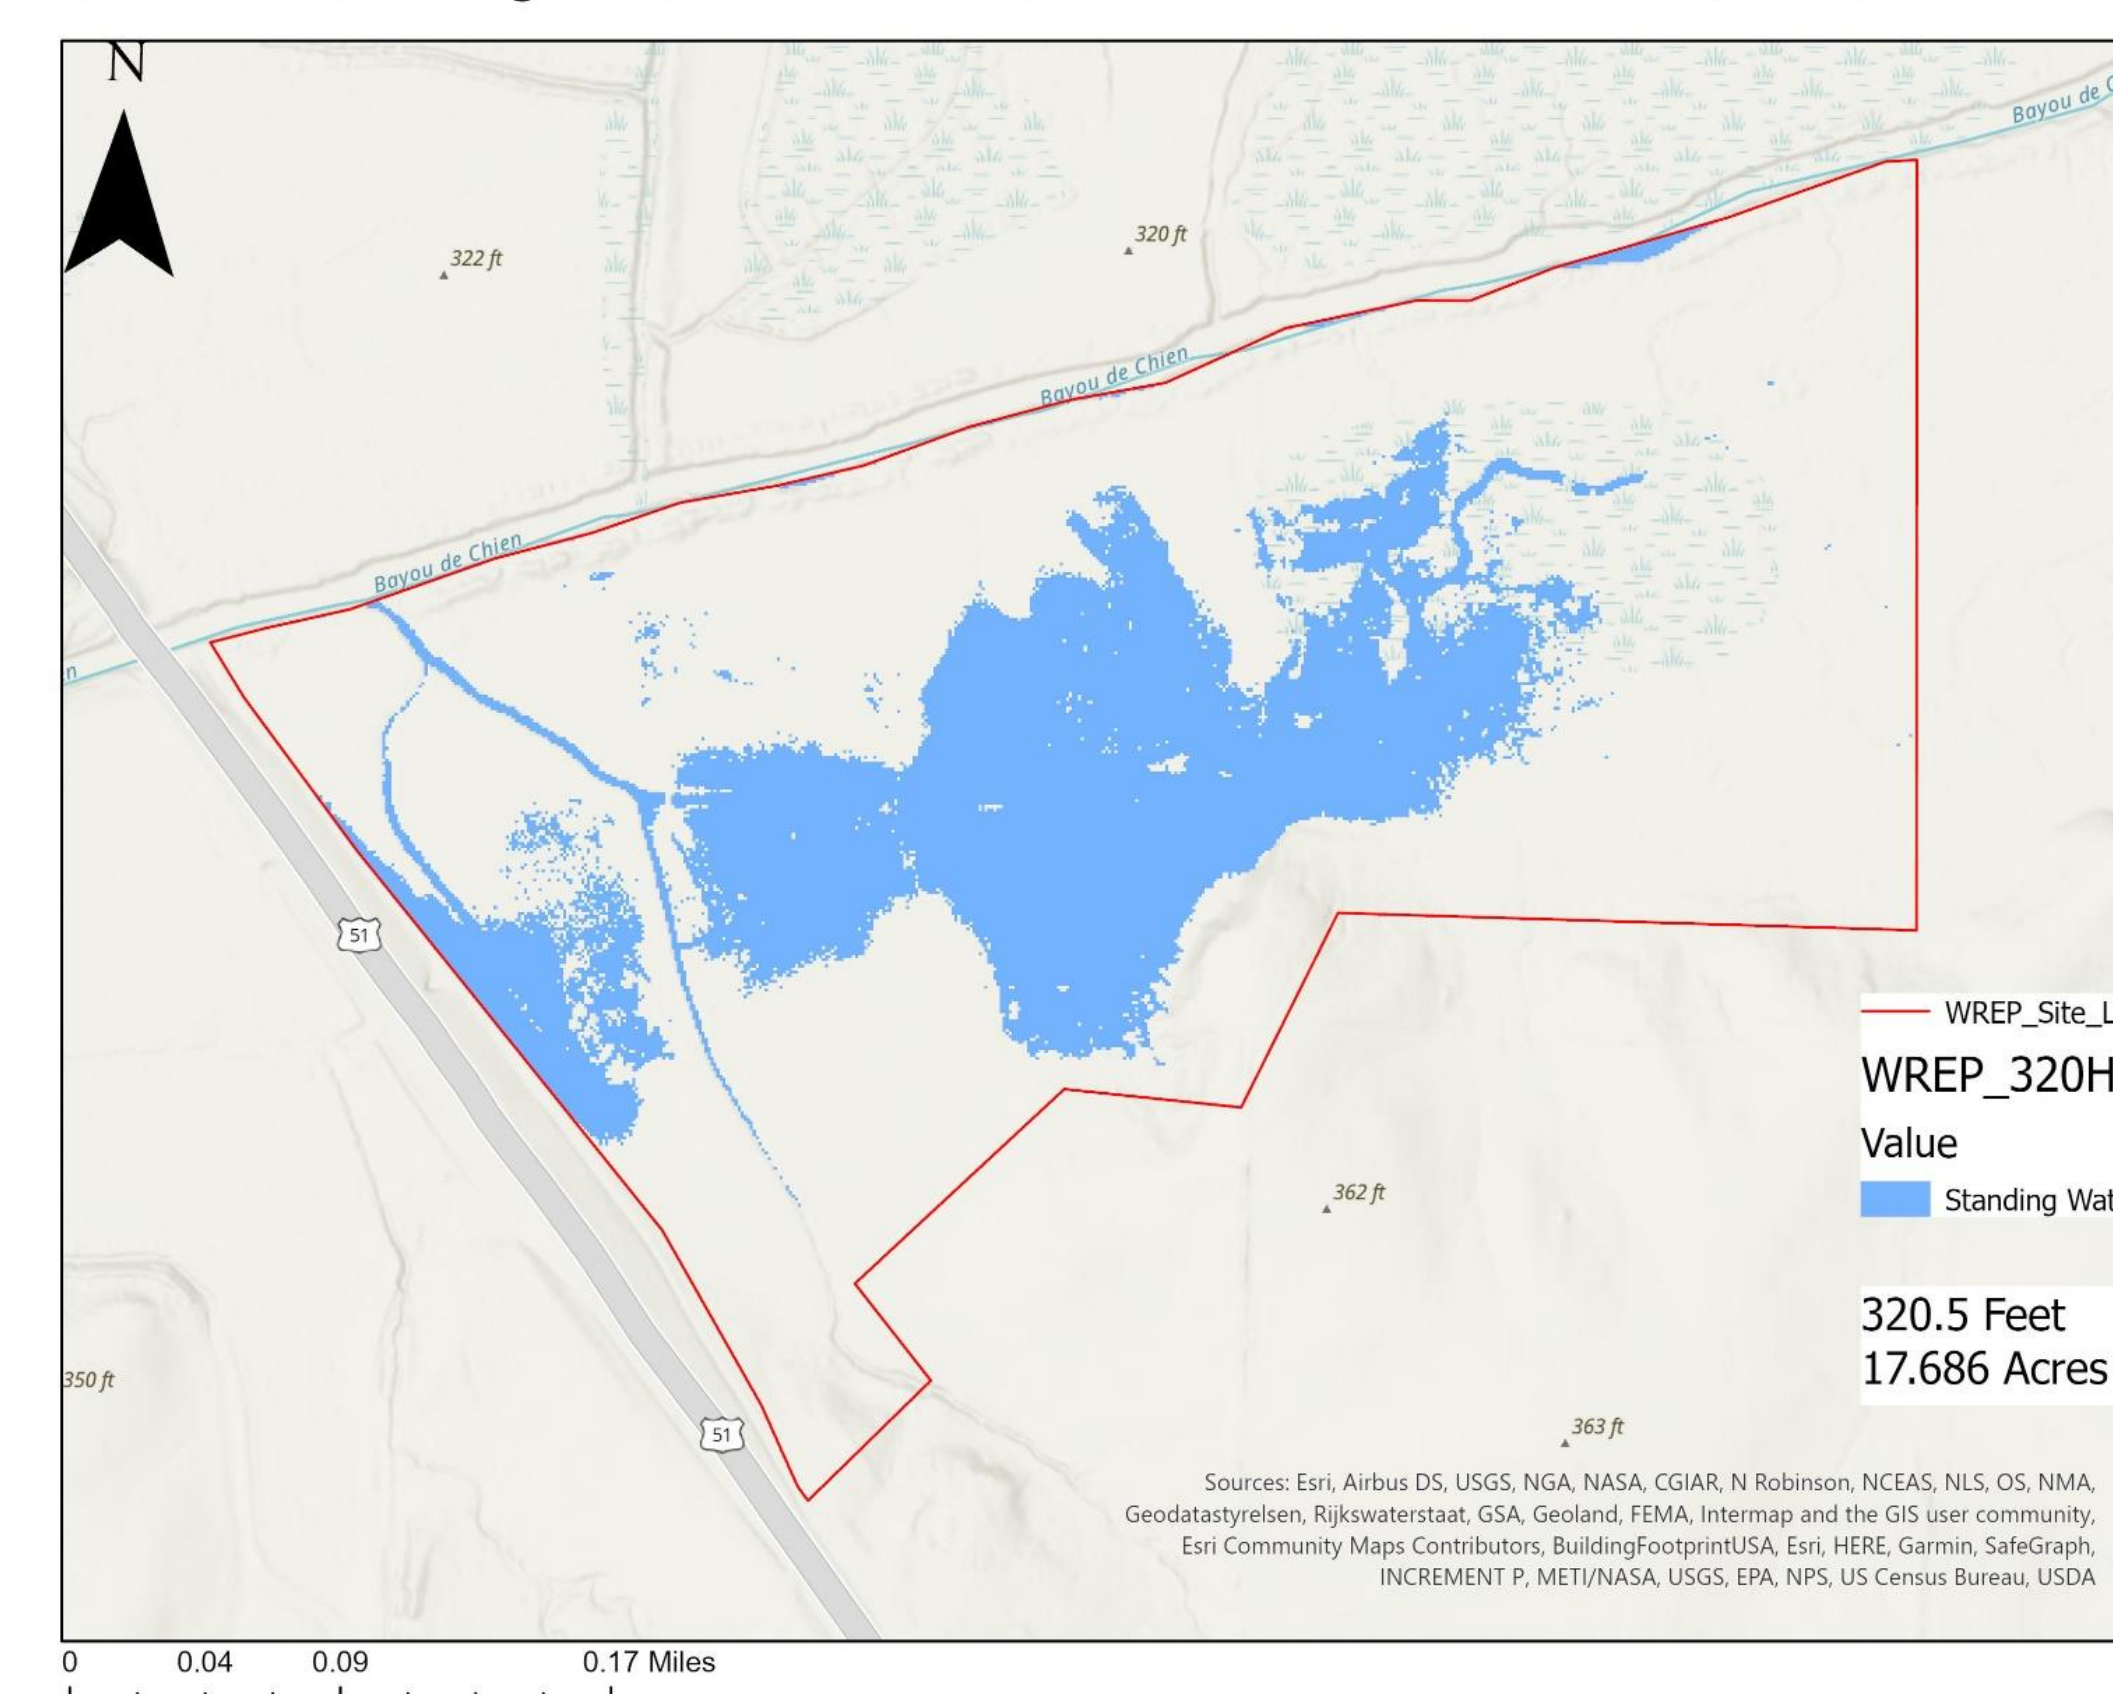 N
Bayou de
322 ft
320 ft
Bayou de Chien
Bayou de Chien
n
51
WREP_Site_L
WREP_320H
Value
Standing Wat
362 ft
320.5 Feet
17.686 Acres
350 ft
51
363 ft
Sources: Esri, Airbus DS, USGS, NGA, NASA, CGIAR, N Robinson, NCEAS, NLS, OS, NMA,
Geodatastyrelsen, Rijkswaterstaat, GSA, Geoland, FEMA, Intermap and the GIS user community,
Esri Community Maps Contributors, BuildingFootprintUSA, Esri, HERE, Garmin, SafeGraph,
INCREMENT P, METI/NASA, USGS, EPA, NPS, US Census Bureau, USDA
0 0.04 0.09 0.17 Miles